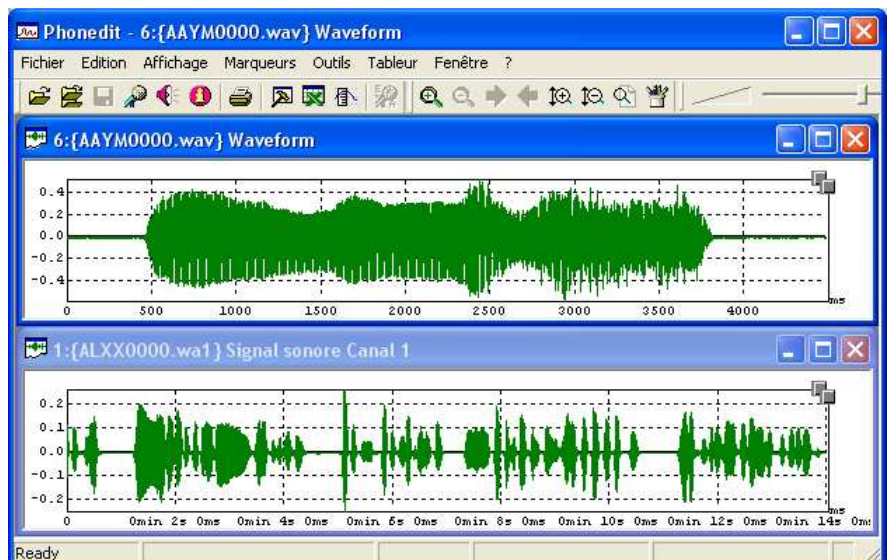 Phonedit - 6:{AAYM0000.wav} Waveform
Fichier Edition Affichage Marqueurs Outils Tableur Fenêtre ?
6:{AAYM0000.wav} Waveform
0.4
0.2
0.0
-0.2
-0.4
ms
0 500 1000 1500 2000 2500 3000 3500 4000
1:{ALXX0000.wa1} Signal sonore Canal 1
0.2
0.1
0.0
-0.1
-0.2
ms
0 0min 2s 0ms 0min 4s 0ms 0min 6s 0ms 0min 8s 0ms 0min 10s 0ms 0min 12s 0ms 0min 14s 0ms
Ready